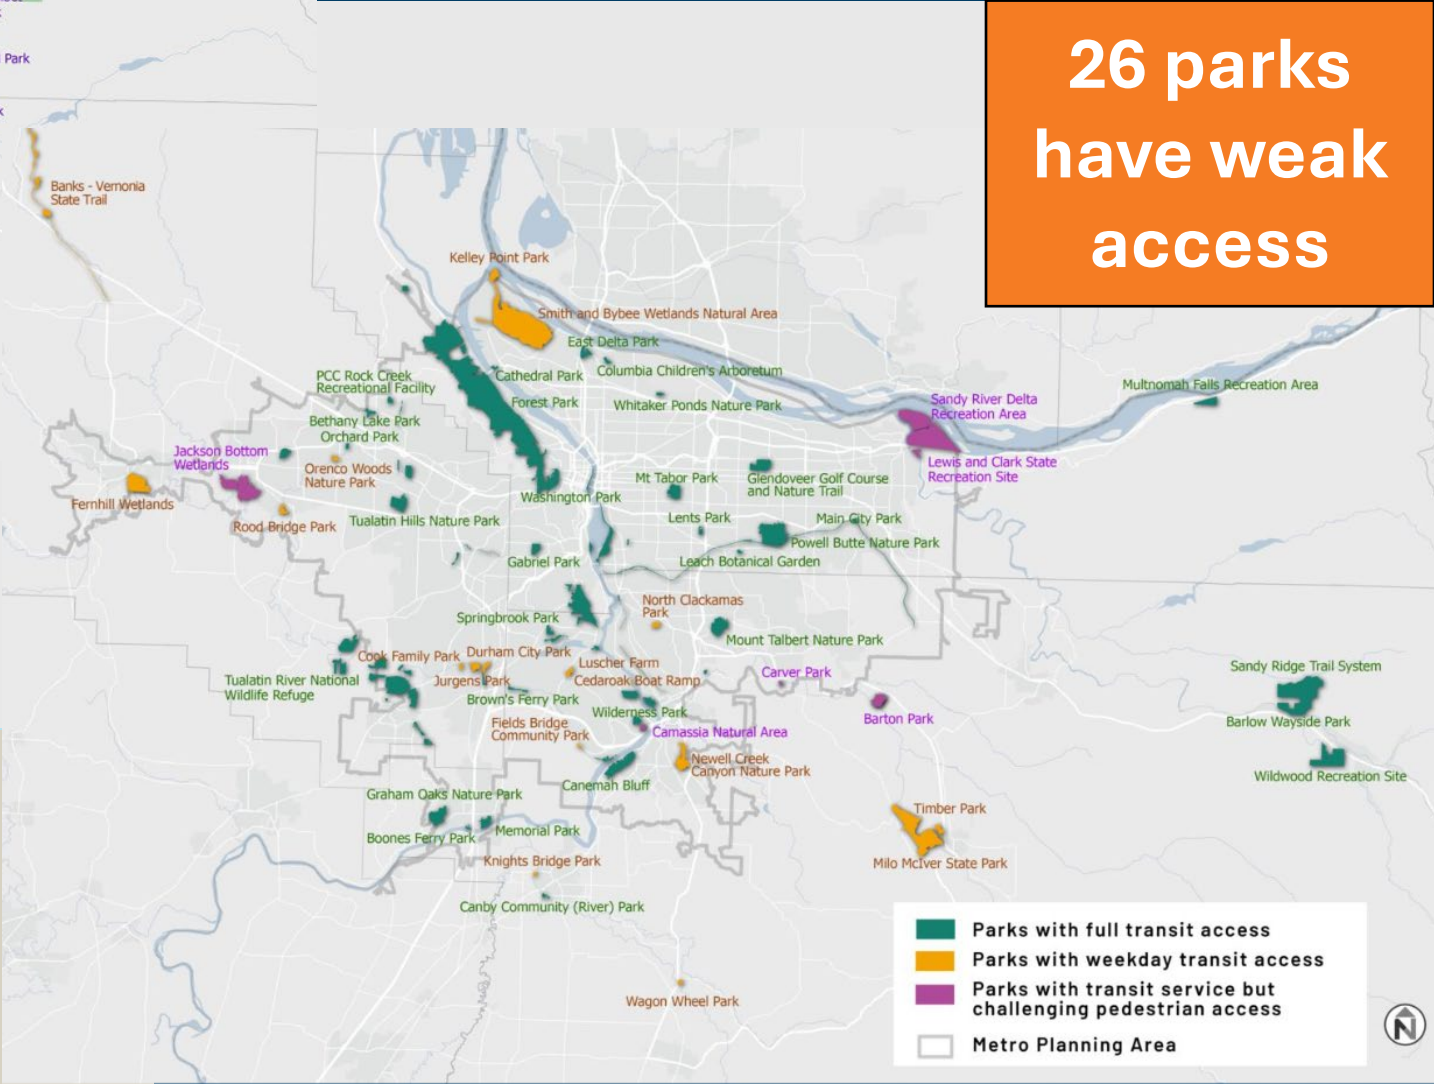 Park
26 parks
have weak
access
Banks - Vernonia
State Trail
Kelley Point Park
Smith and Bybee Wetlands Natural Area
East Delta Park
Columbia Children's Arboretum
PCC Rock Creek
Recreational Facility
Cathedral Park
Multnomah Falls Recreation Area
Forest Park
Whitaker Ponds Nature Park
Sandy River Delta
Recreation Area
Bethany Lake Park
Orchard Park
Jackson Bottom
Wetlands
Orenco Woods
Nature Park
Lewis and Clark State
Recreation Site
Mt Tabor Park
Glendoveer Golf Course
and Nature Trail
Fernhill Wetlands
Washington Park
Rood Bridge Park
Tualatin Hills Nature Park
Lents Park
Main City Park
Powell Butte Nature Park
Gabriel Park
Leach Botanical Garden
North Clackamas
Park
Springbrook Park
Mount Talbert Nature Park
Cook Family Park
Durham City Park
Luscher Farm
Sandy Ridge Trail System
Tualatin River National
Wildlife Refuge
Jurgens Park
Cedaroak Boat Ramp
Carver Park
Brown's Ferry Park
Wilderness Park
Barton Park
Barlow Wayside Park
Fields Bridge
Community Park
Camassia Natural Area
Newell Creek
Canyon Nature Park
Wildwood Recreation Site
Canemah Bluff
Graham Oaks Nature Park
Timber Park
Boones Ferry Park
Memorial Park
Knights Bridge Park
Milo McIver State Park
Canby Community (River) Park
Wagon Wheel Park
Parks with full transit access
Parks with weekday transit access
Parks with transit service but
challenging pedestrian access
Metro Planning Area
N